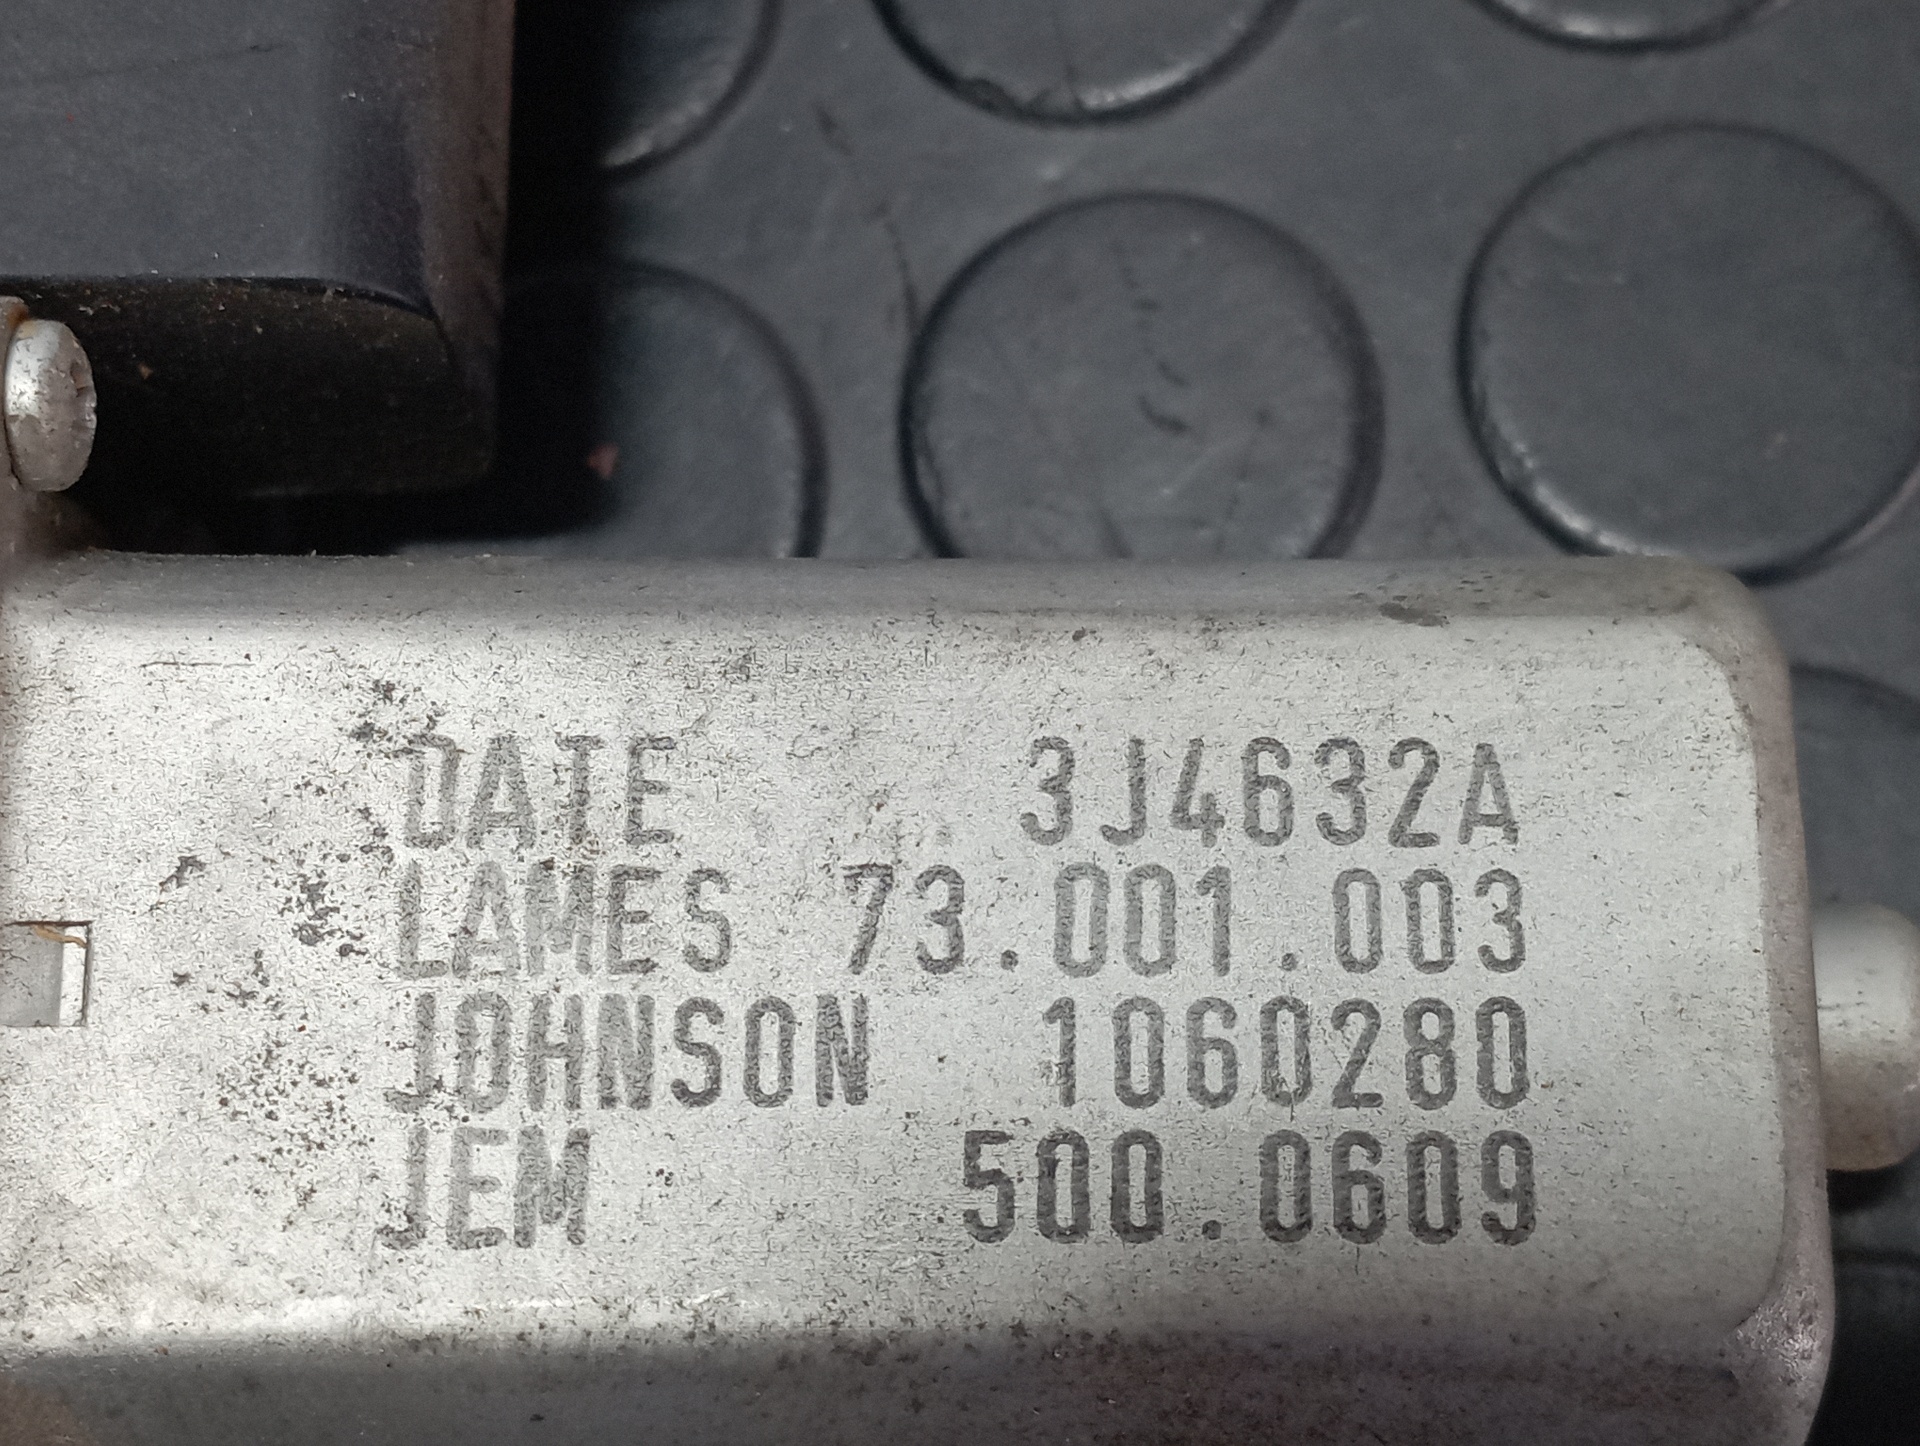 DATE 3J4632A
LAMES 73.001.003
JOHNSON 1060280
JEM 500.0609